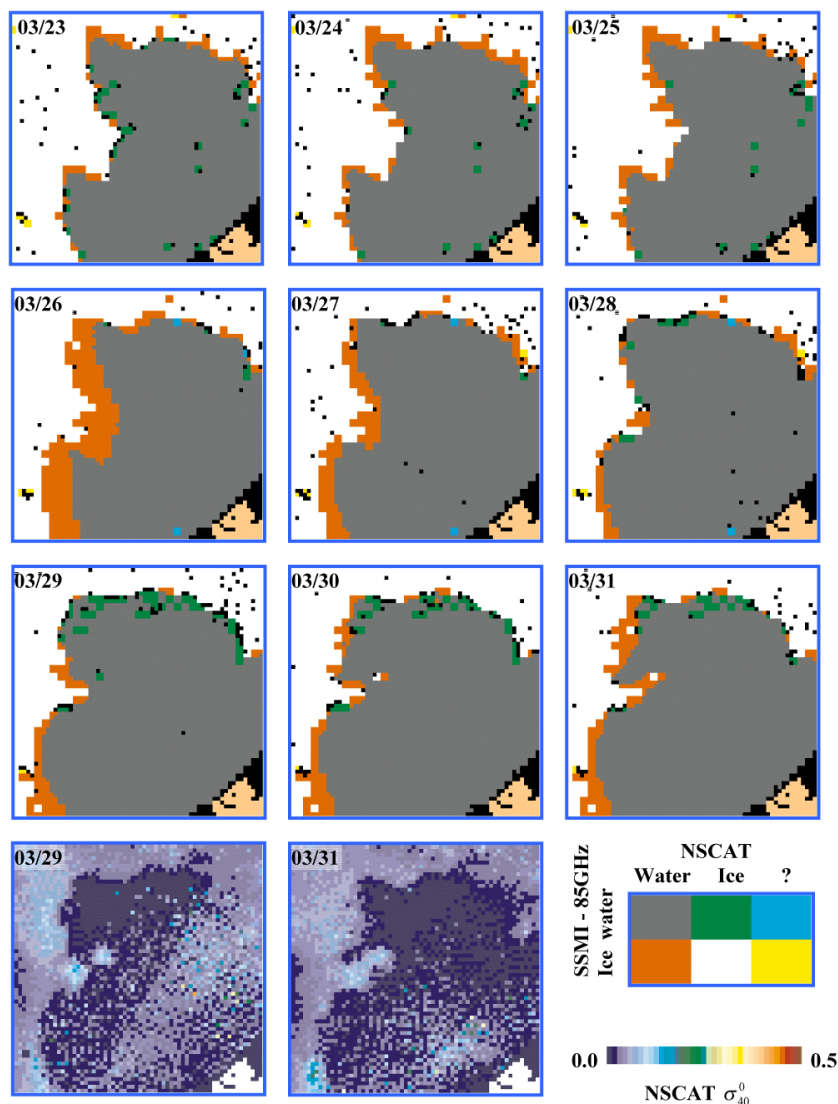 03/23
03/24
03/25
03/26
03/27
03/28
03/29
03/30
03/31
03/29
03/31
NSCAT
Water Ice ?
SSMI - 85GHz
Ice water
0.0 0.5
NSCAT σ⁰₄₀